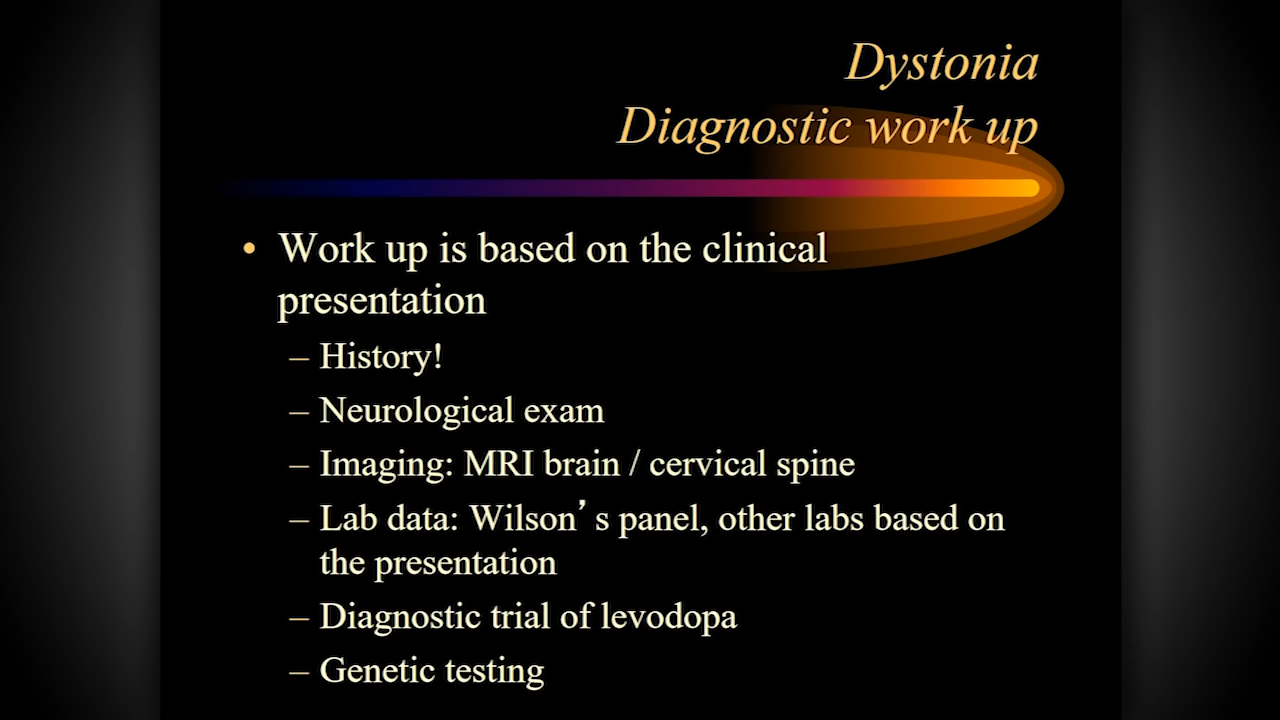 Dystonia
Diagnostic work up
• Work up is based on the clinical
presentation
– History!
– Neurological exam
– Imaging: MRI brain / cervical spine
– Lab data: Wilson’s panel, other labs based on
the presentation
– Diagnostic trial of levodopa
– Genetic testing